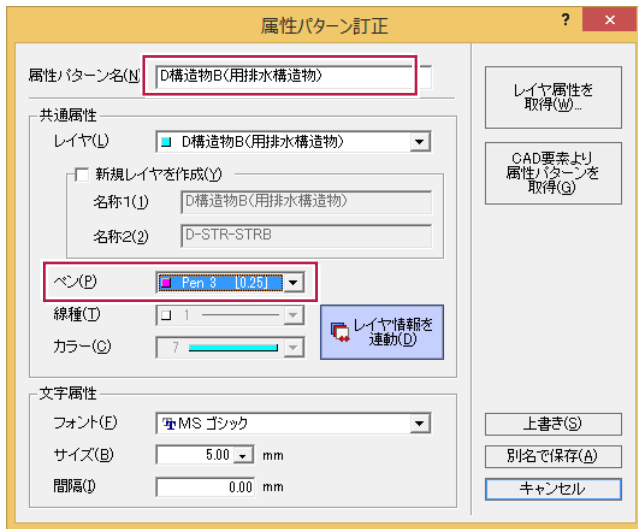 属性パターン訂正
? ×
属性パターン名(N D構造物B(用排水構造物)
レイヤ属性を
取得(W)...
共通属性
レイヤ(L) D構造物B(用排水構造物)
CAD要素より
属性パターンを
取得(G)
新規レイヤを作成(Y)
名称1(1) D構造物B(用排水構造物)
名称2(2) D-STR-STRB
ペン(P) Pen 3 [0.25]
線種(T) 1
レイヤ情報を
連動(D)
カラー(C) 7
文字属性
フォント(F) MS ゴシック
上書き(S)
サイズ(B) 5.00 mm
別名で保存(A)
間隔(I) 0.00 mm
キャンセル